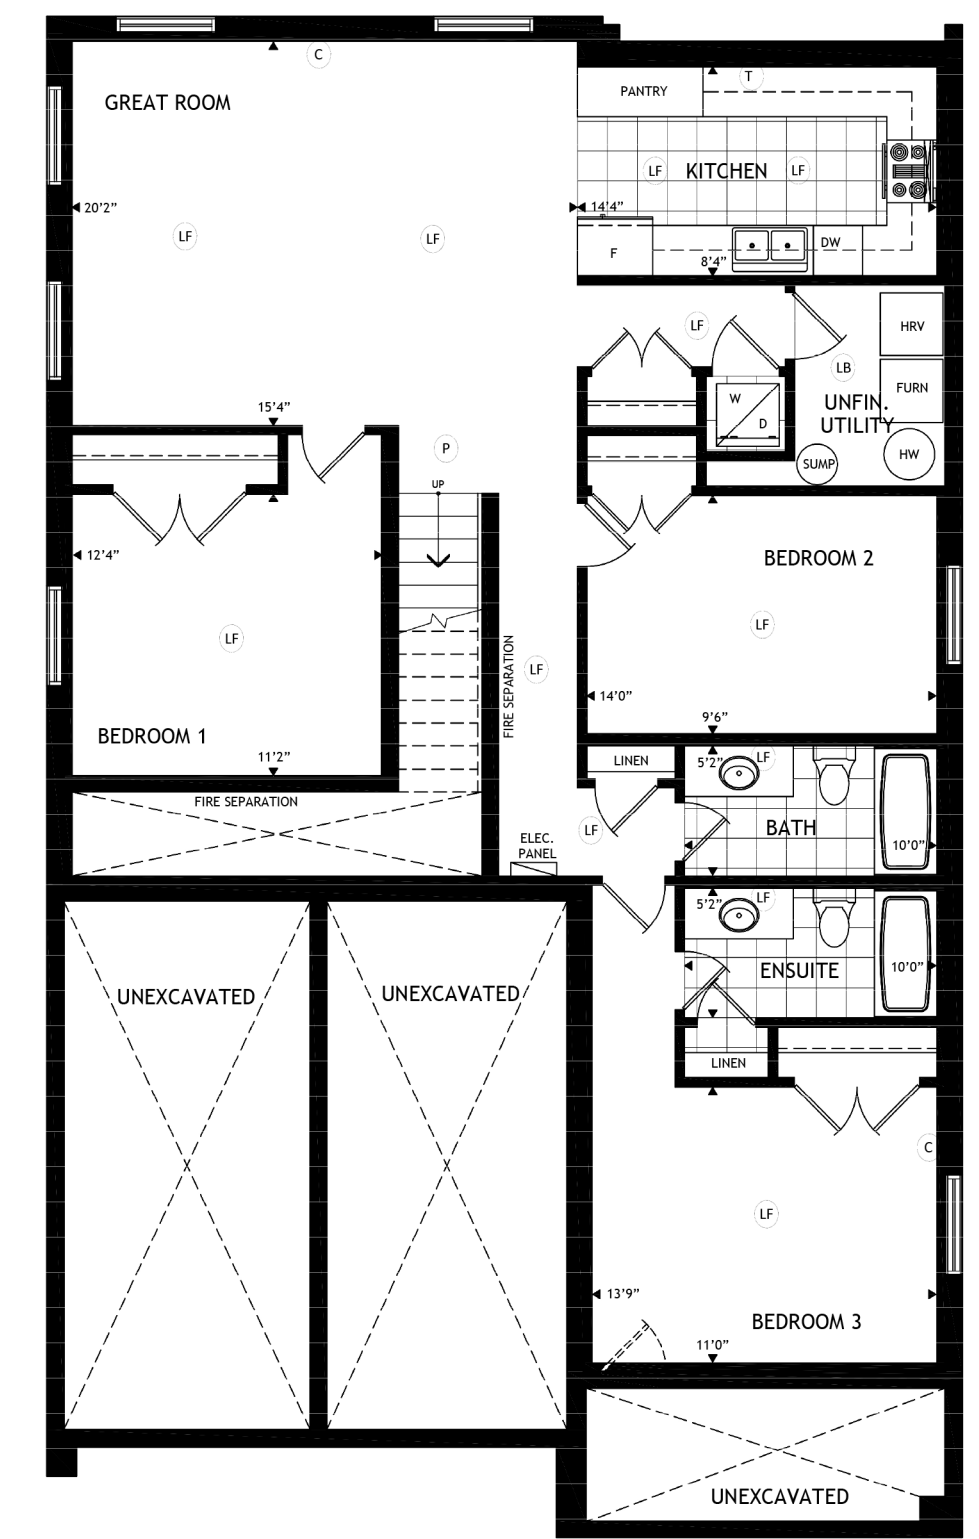 C
T
PANTRY
GREAT ROOM
LF
KITCHEN
LF
20'2"
14'4"
LF
LF
F
DW
8'4"
LF
HRV
LB
FURN
W
UNFIN.
UTILITY
D
15'4"
P
HW
SUMP
UP
12'4"
BEDROOM 2
LF
LF
FIRE SEPARATION
LF
14'0"
9'6"
BEDROOM 1
11'2"
LINEN
5'2"
LF
FIRE SEPARATION
LF
BATH
ELEC.
PANEL
10'0"
5'2"
LF
ENSUITE
10'0"
UNEXCAVATED
UNEXCAVATED
LINEN
C
LF
13'9"
BEDROOM 3
11'0"
UNEXCAVATED